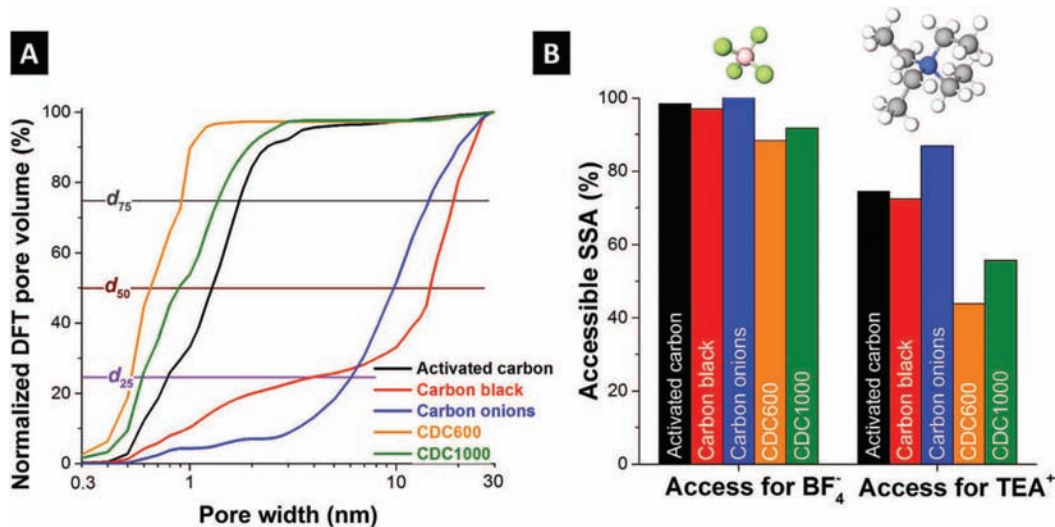 A
Normalized DFT pore volume (%)
100
80
60
40
20
0
d75
d50
d25
Activated carbon
Carbon black
Carbon onions
CDC600
CDC1000
0.3
1
10
30
Pore width (nm)
B
Accessible SSA (%)
100
80
60
40
20
0
Activated carbon
Carbon black
Carbon onions
CDC600
CDC1000
Activated carbon
Carbon black
Carbon onions
CDC600
CDC1000
Access for BF4-
Access for TEA+